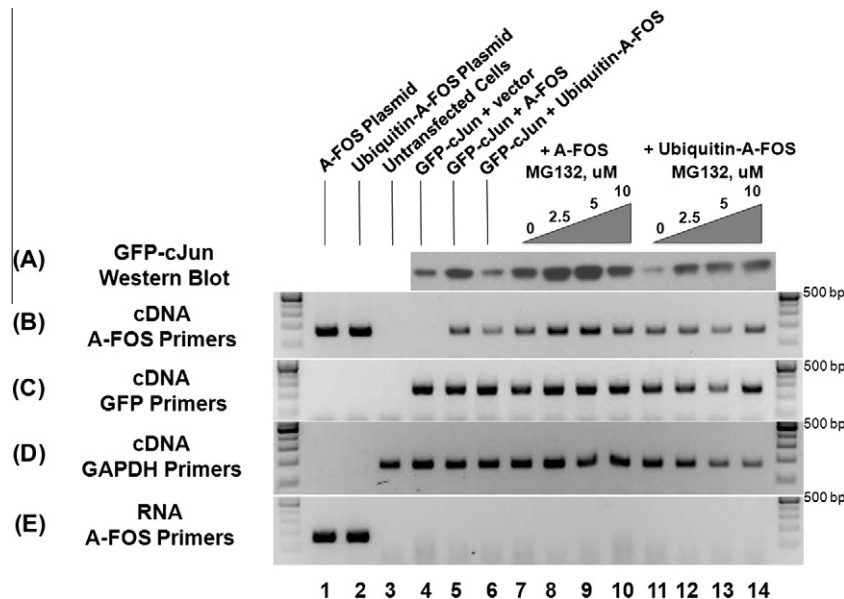 A-FOS Plasmid
Ubiquitin-A-FOS Plasmid
Untransfected Cells
GFP-cJun + vector
GFP-cJun + A-FOS
GFP-cJun + Ubiquitin-A-FOS
+ A-FOS
MG132, uM
0 2.5 5 10
+ Ubiquitin-A-FOS
MG132, uM
0 2.5 5 10
(A)
GFP-cJun
Western Blot
500 bp
(B)
cDNA
A-FOS Primers
500 bp
(C)
cDNA
GFP Primers
500 bp
(D)
cDNA
GAPDH Primers
500 bp
(E)
RNA
A-FOS Primers
1 2 3 4 5 6 7 8 9 10 11 12 13 14